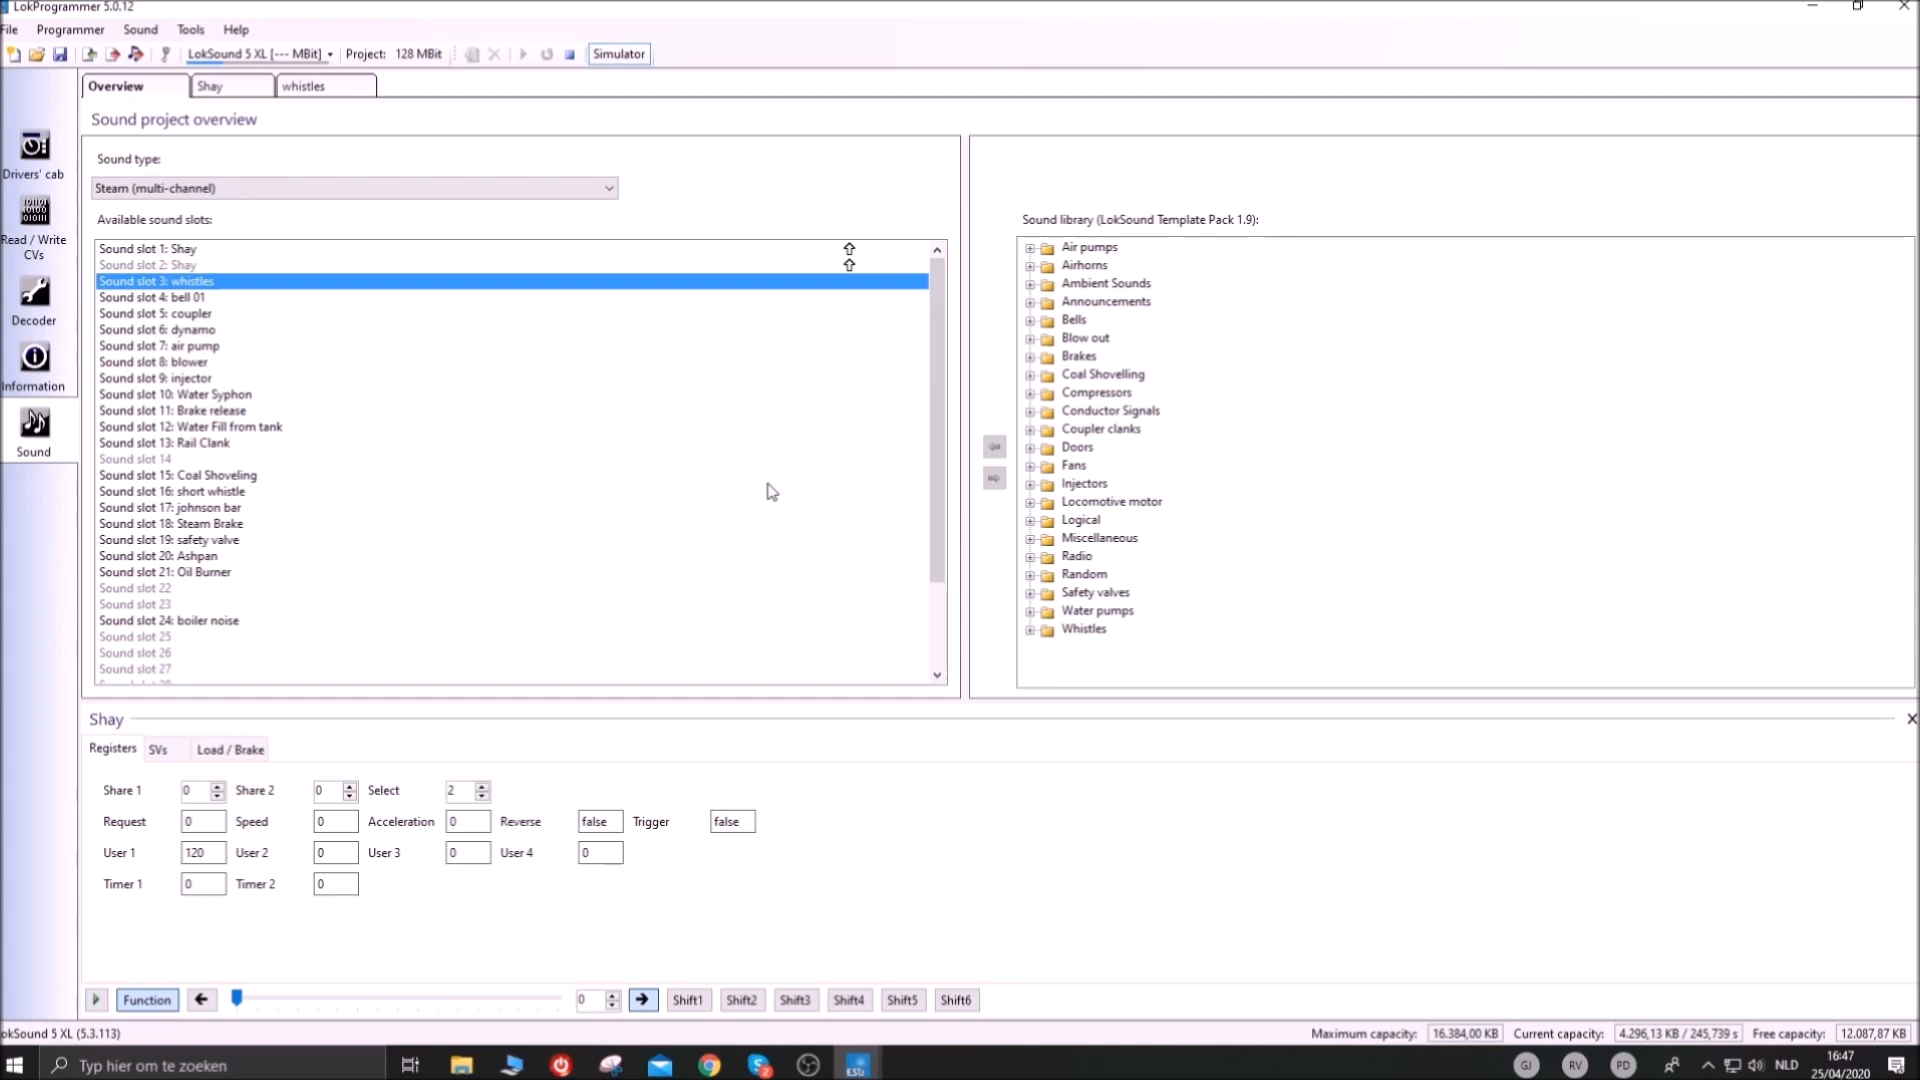 LokProgrammer 5.0.12
File Programmer Sound Tools Help
LokSound 5 XL [--- MBit] Project: 128 MBit Simulator
Overview Shay whistles
Sound project overview
Sound type:
Steam (multi-channel)
Available sound slots:
Sound slot 1: Shay
Sound slot 2: Shay
Sound slot 3: whistles
Sound slot 4: bell 01
Sound slot 5: coupler
Sound slot 6: dynamo
Sound slot 7: air pump
Sound slot 8: blower
Sound slot 9: injector
Sound slot 10: Water Syphon
Sound slot 11: Brake release
Sound slot 12: Water Fill from tank
Sound slot 13: Rail Clank
Sound slot 14
Sound slot 15: Coal Shoveling
Sound slot 16: short whistle
Sound slot 17: johnson bar
Sound slot 18: Steam Brake
Sound slot 19: safety valve
Sound slot 20: Ashpan
Sound slot 21: Oil Burner
Sound slot 22
Sound slot 23
Sound slot 24: boiler noise
Sound slot 25
Sound slot 26
Sound slot 27
Drivers' cab
Read / Write
CVs
Decoder
Information
Sound
Sound library (LokSound Template Pack 1.9):
Air pumps
Airhorns
Ambient Sounds
Announcements
Bells
Blow out
Brakes
Coal Shovelling
Compressors
Conductor Signals
Coupler clanks
Doors
Fans
Injectors
Locomotive motor
Logical
Miscellaneous
Radio
Random
Safety valves
Water pumps
Whistles
Shay
Registers SVs Load / Brake
Share 1 0 Share 2 0 Select 2
Request 0 Speed 0 Acceleration 0 Reverse false Trigger false
User 1 120 User 2 0 User 3 0 User 4 0
Timer 1 0 Timer 2 0
Function 0 Shift1 Shift2 Shift3 Shift4 Shift5 Shift6
okSound 5 XL (5.3.113) Maximum capacity: 16.384,00 KB Current capacity: 4.296,13 KB / 245,739 s Free capacity: 12.087,87 KB
Typ hier om te zoeken ESU GJ RV PD NLD 16:47
25/04/2020